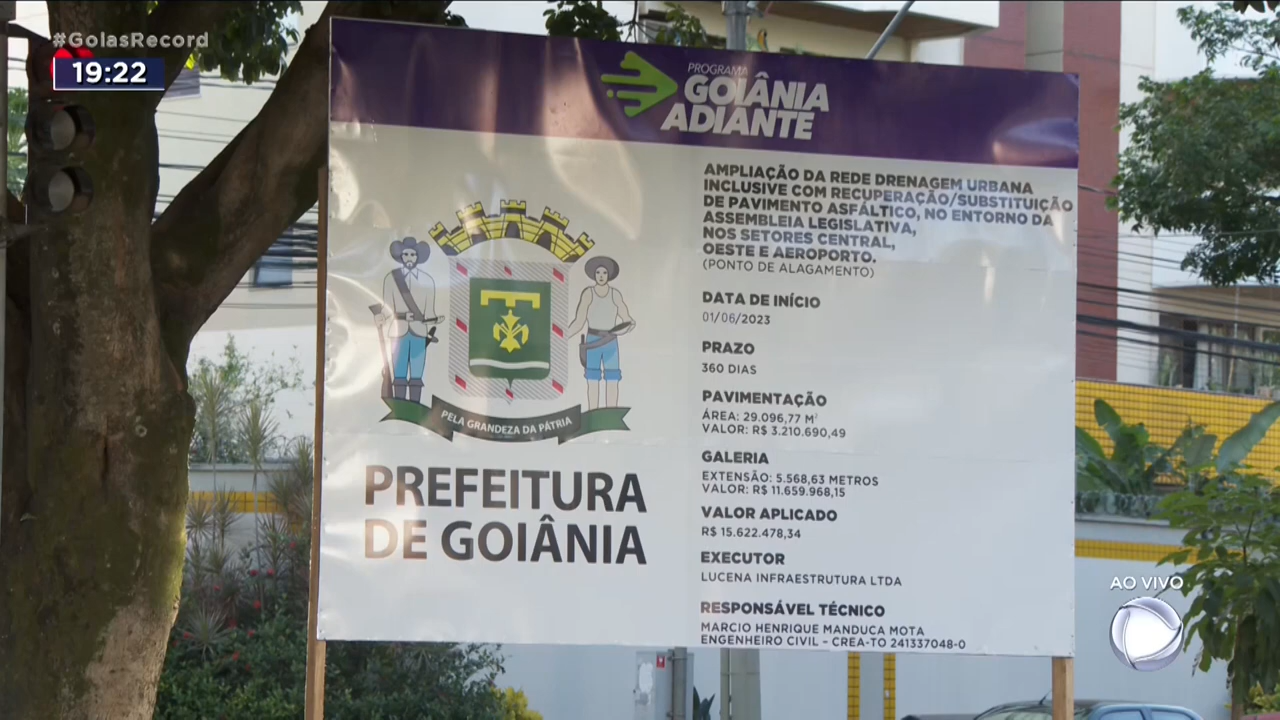 #GoiásRecord
19:22
PROGRAMA
GOIÂNIA
ADIANTE
AMPLIAÇÃO DA REDE DRENAGEM URBANA
INCLUSIVE COM RECUPERAÇÃO/SUBSTITUIÇÃO
DE PAVIMENTO ASFÁLTICO, NO ENTORNO DA
ASSEMBLEIA LEGISLATIVA,
NOS SETORES CENTRAL,
OESTE E AEROPORTO.
(PONTO DE ALAGAMENTO)
DATA DE INÍCIO
01/06/2023
PRAZO
360 DIAS
PAVIMENTAÇÃO
ÁREA: 29.096,77 M²
VALOR: R$ 3.210.690,49
GALERIA
EXTENSÃO: 5.568,63 METROS
VALOR: R$ 11.659.968,15
VALOR APLICADO
R$ 15.622.478,34
EXECUTOR
LUCENA INFRAESTRUTURA LTDA
RESPONSÁVEL TÉCNICO
MARCIO HENRIQUE MANDUCA MOTA
ENGENHEIRO CIVIL – CREA-TO 241337048-0
PELA GRANDEZA DA PÁTRIA
PREFEITURA
DE GOIÂNIA
AO VIVO